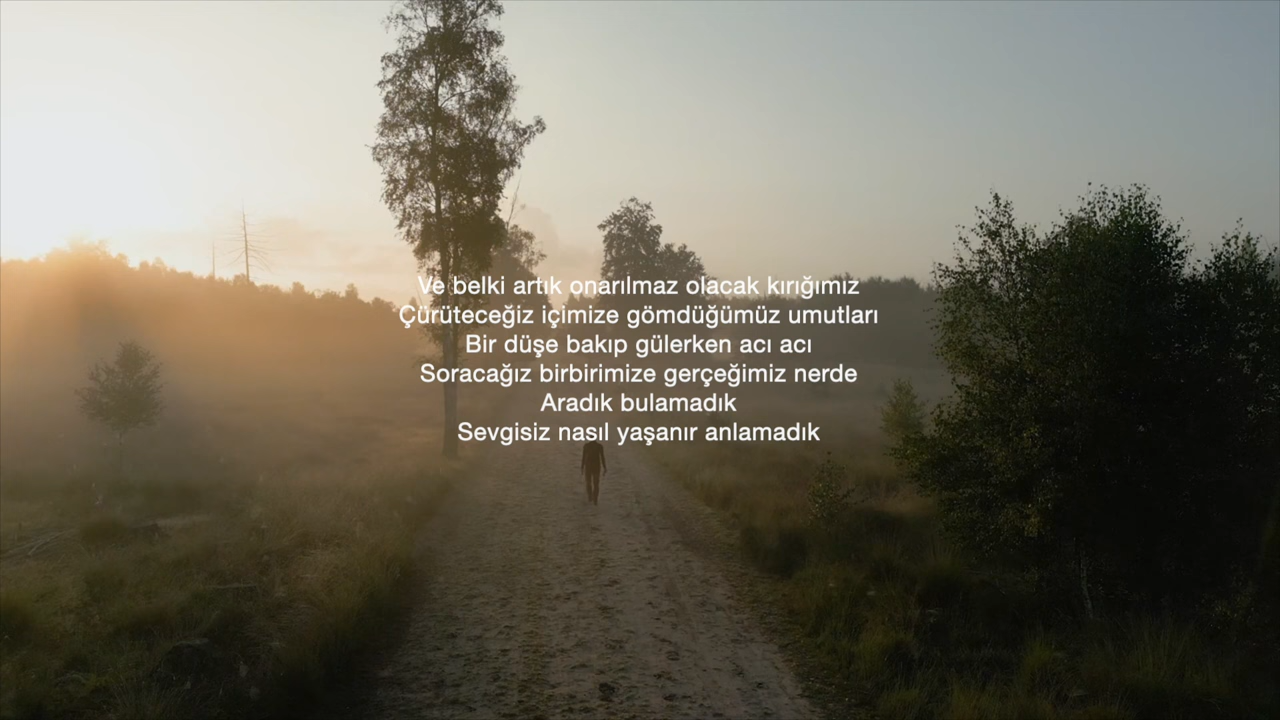 Ve belki artık onarılmaz olacak kırığımız
Çürüteceğiz içimize gömdüğümüz umutları
Bir düşe bakıp gülerken acı acı
Soracağız birbirimize gerçeğimiz nerde
Aradık bulamadık
Sevgisiz nasıl yaşanır anlamadık